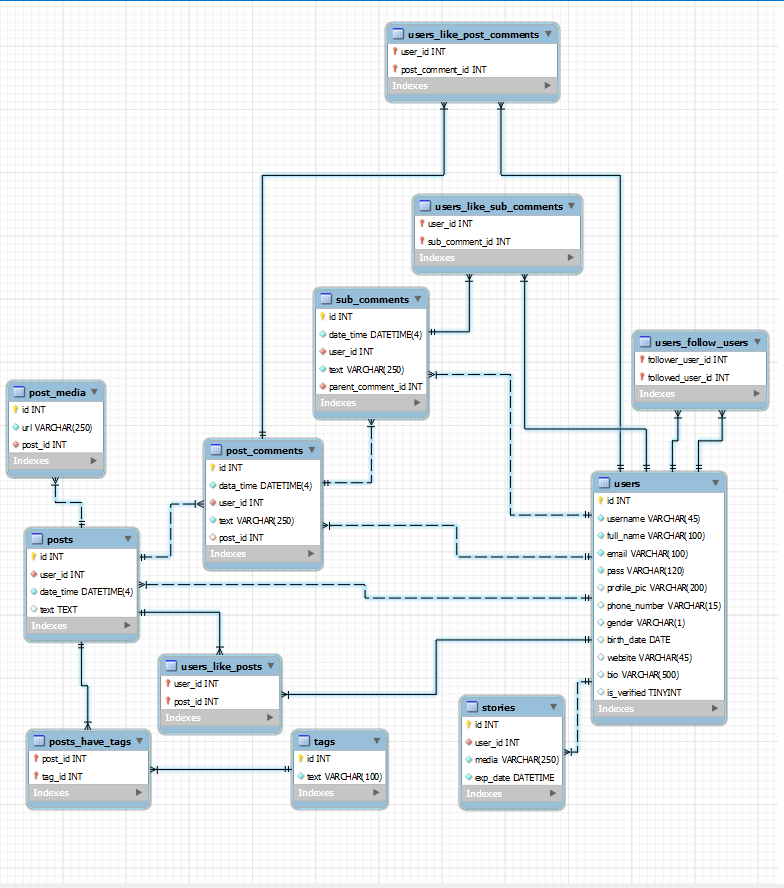 users_like_post_comments
user_id INT
post_comment_id INT
Indexes
users_like_sub_comments
user_id INT
sub_comment_id INT
Indexes
sub_comments
id INT
date_time DATETIME(4)
user_id INT
text VARCHAR(250)
parent_comment_id INT
Indexes
users_follow_users
follower_user_id INT
followed_user_id INT
Indexes
post_media
id INT
url VARCHAR(250)
post_id INT
Indexes
post_comments
id INT
data_time DATETIME(4)
user_id INT
text VARCHAR(250)
post_id INT
Indexes
users
id INT
username VARCHAR(45)
full_name VARCHAR(100)
email VARCHAR(100)
pass VARCHAR(120)
profile_pic VARCHAR(200)
phone_number VARCHAR(15)
gender VARCHAR(1)
birth_date DATE
website VARCHAR(45)
bio VARCHAR(500)
is_verified TINYINT
Indexes
posts
id INT
user_id INT
date_time DATETIME(4)
text TEXT
Indexes
users_like_posts
user_id INT
post_id INT
Indexes
stories
id INT
user_id INT
media VARCHAR(250)
exp_date DATETIME
Indexes
posts_have_tags
post_id INT
tag_id INT
Indexes
tags
id INT
text VARCHAR(100)
Indexes